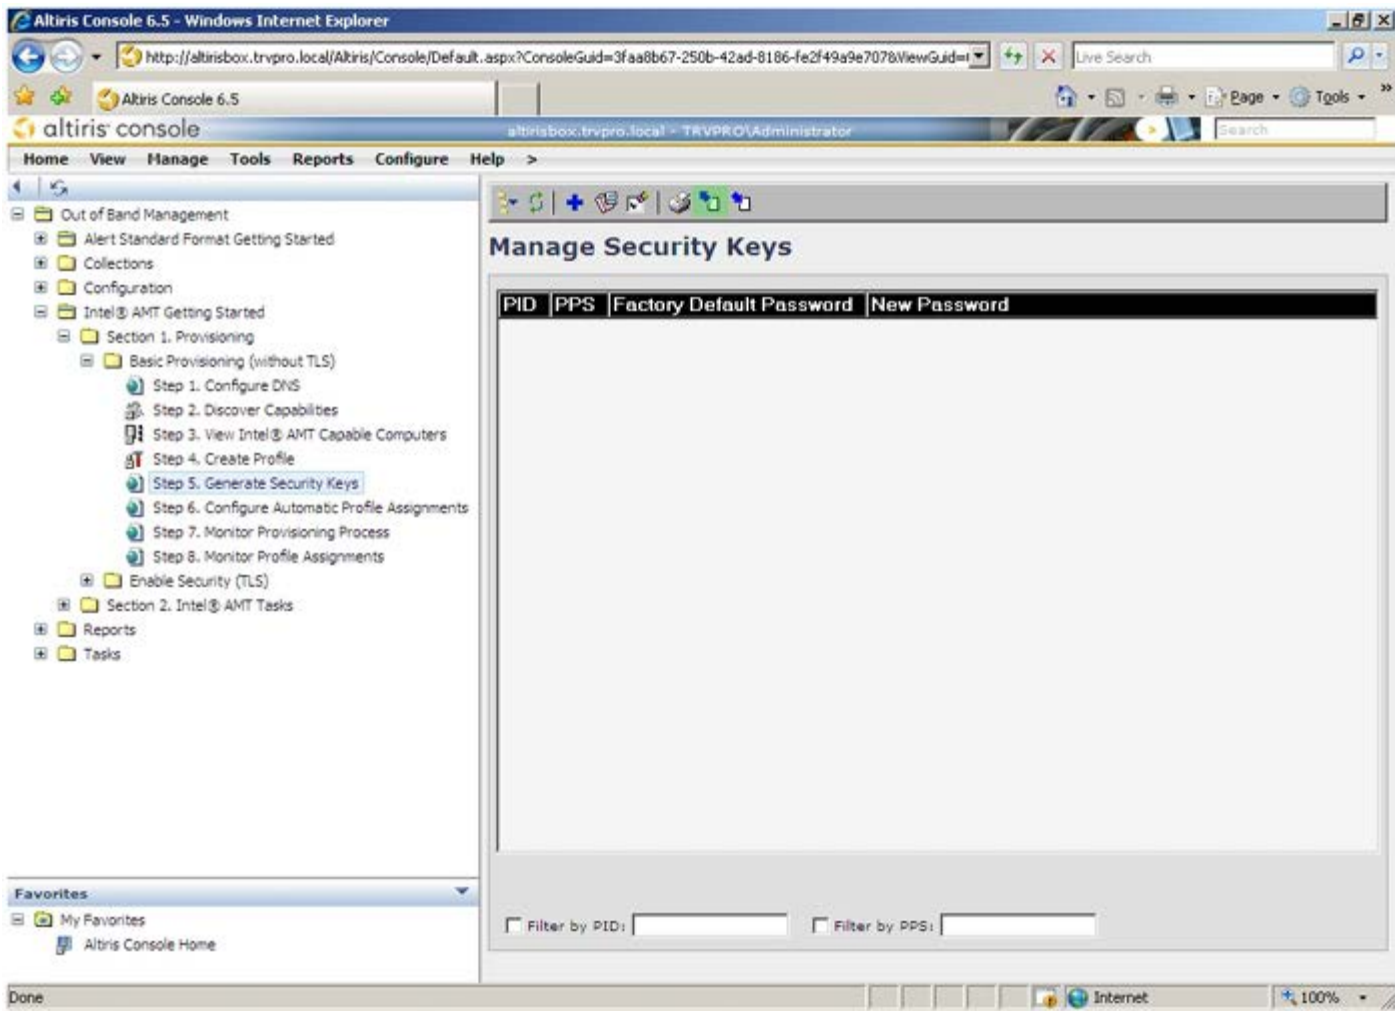 Altiris Console 6.5 - Windows Internet Explorer
http://altirisbox.trvpro.local/Altiris/Console/Default.aspx?ConsoleGuid=3faa8b67-250b-42ad-8186-fe2f49a9e707&ViewGuid=
Live Search
Altiris Console 6.5
Page
Tools
»
altiris console
altirisbox.trvpro.local - TRVPRO\Administrator
Search
Home View Manage Tools Reports Configure Help >
Out of Band Management
Alert Standard Format Getting Started
Collections
Configuration
Intel® AMT Getting Started
Section 1. Provisioning
Basic Provisioning (without TLS)
Step 1. Configure DNS
Step 2. Discover Capabilities
Step 3. View Intel® AMT Capable Computers
Step 4. Create Profile
Step 5. Generate Security Keys
Step 6. Configure Automatic Profile Assignments
Step 7. Monitor Provisioning Process
Step 8. Monitor Profile Assignments
Enable Security (TLS)
Section 2. Intel® AMT Tasks
Reports
Tasks
Manage Security Keys
PID PPS Factory Default Password New Password
Filter by PID: Filter by PPS:
Favorites
My Favorites
Altiris Console Home
Done
Internet
100%